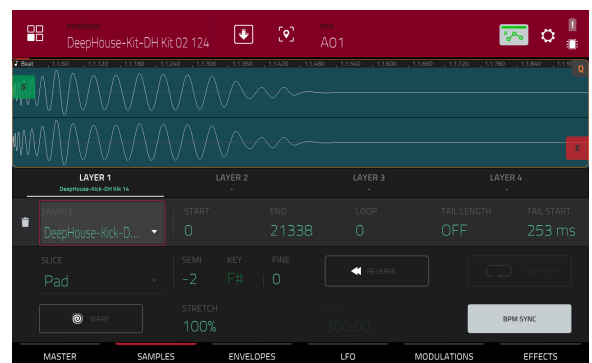 PROGRAM PAD
DeepHouse-Kit-DH Kit 02 124 A01
Beat 1.1.60 1.1.120 1.1.180 1.1.240 1.1.300 1.1.360 1.1.420 1.1.480 1.1.540 1.1.600 1.1.660 1.1.720 1.1.780 1.1.840
Q
S
E
LAYER 1 LAYER 2 LAYER 3 LAYER 4
DeepHouse-Kick-DH Kik 14 - - -
SAMPLE START END LOOP TAIL LENGTH TAIL START
DeepHouse-Kick-D... 0 21338 0 OFF 253 ms
SLICE SEMI KEY FINE
Pad -2 F# 0 REVERSE
WARP STRETCH
100% 300.00 BPM SYNC
MASTER SAMPLES ENVELOPES LFO MODULATIONS EFFECTS